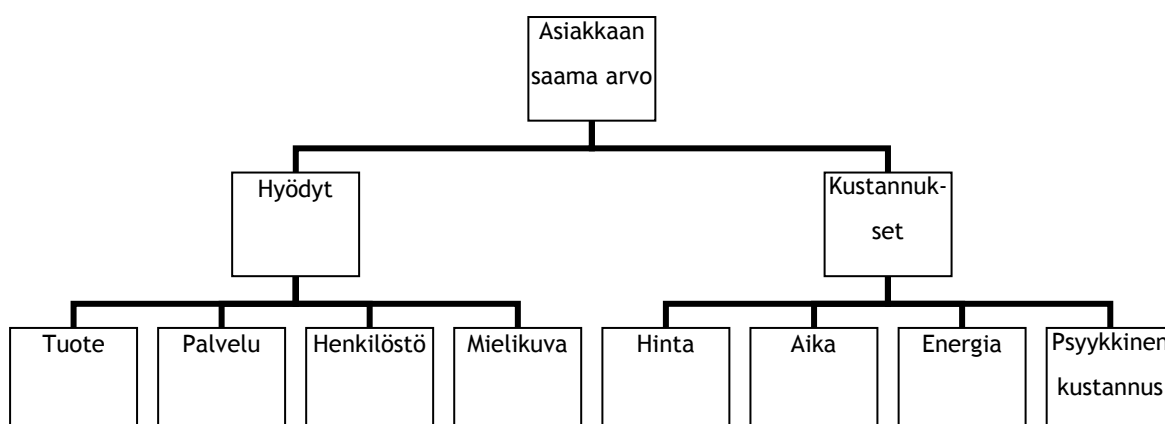 Asiakkaan
saama arvo
Hyödyt
Kustannuk-
set
Tuote
Palvelu
Henkilöstö
Mielikuva
Hinta
Aika
Energia
Psyykkinen
kustannus